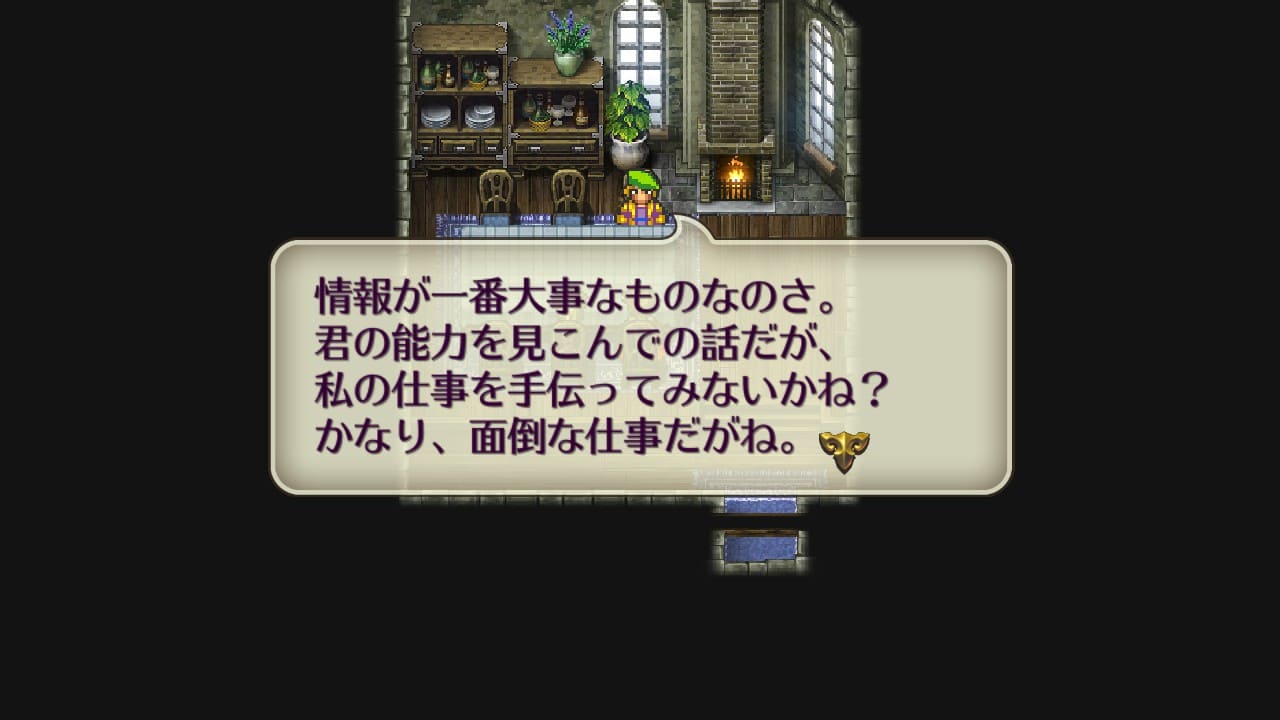 情報が一番大事なものなのさ。
君の能力を見こんでの話だが、
私の仕事を手伝ってみないかね？
かなり、面倒な仕事だがね。